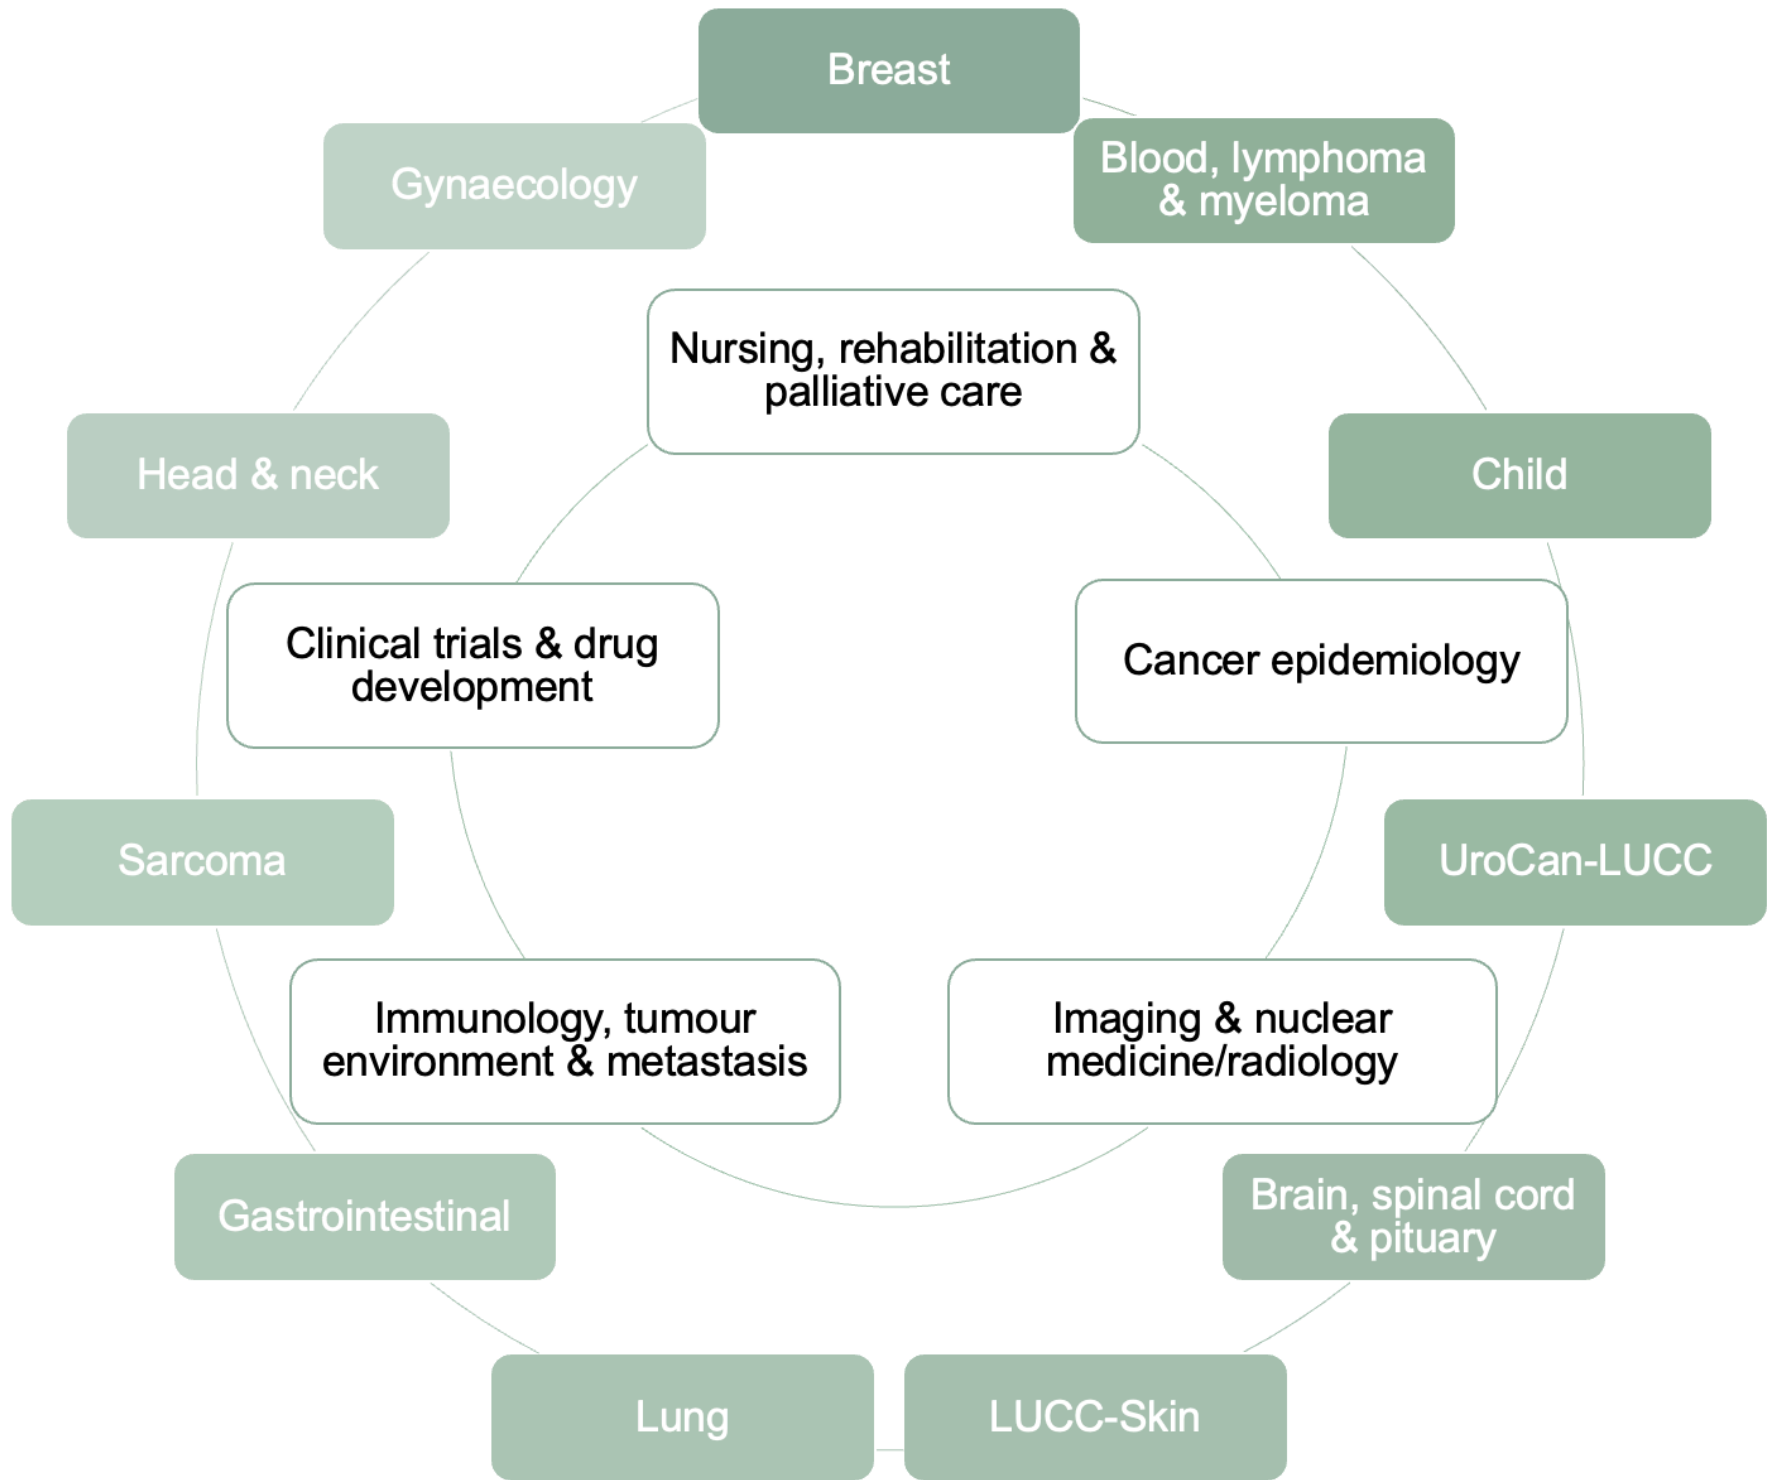 Breast
Blood, lymphoma
& myeloma
Gynaecology
Nursing, rehabilitation &
palliative care
Head & neck
Child
Clinical trials & drug
development
Cancer epidemiology
Sarcoma
UroCan-LUCC
Immunology, tumour
environment & metastasis
Imaging & nuclear
medicine/radiology
Gastrointestinal
Brain, spinal cord
& pituary
Lung
LUCC-Skin